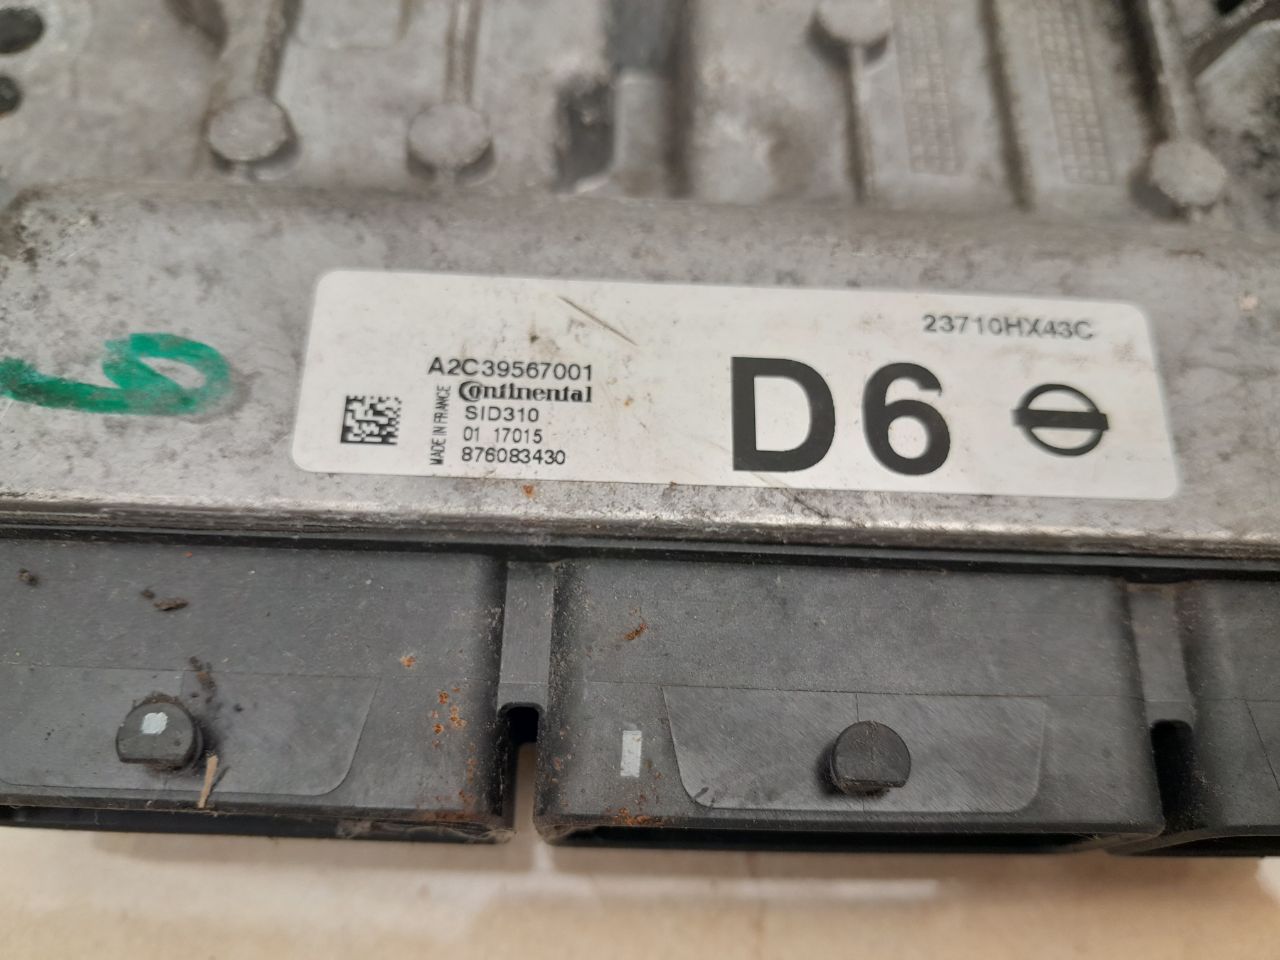 23710HX43C
A2C39567001
Continental
SID310
01 17015
876083430
MADE IN FRANCE
D6